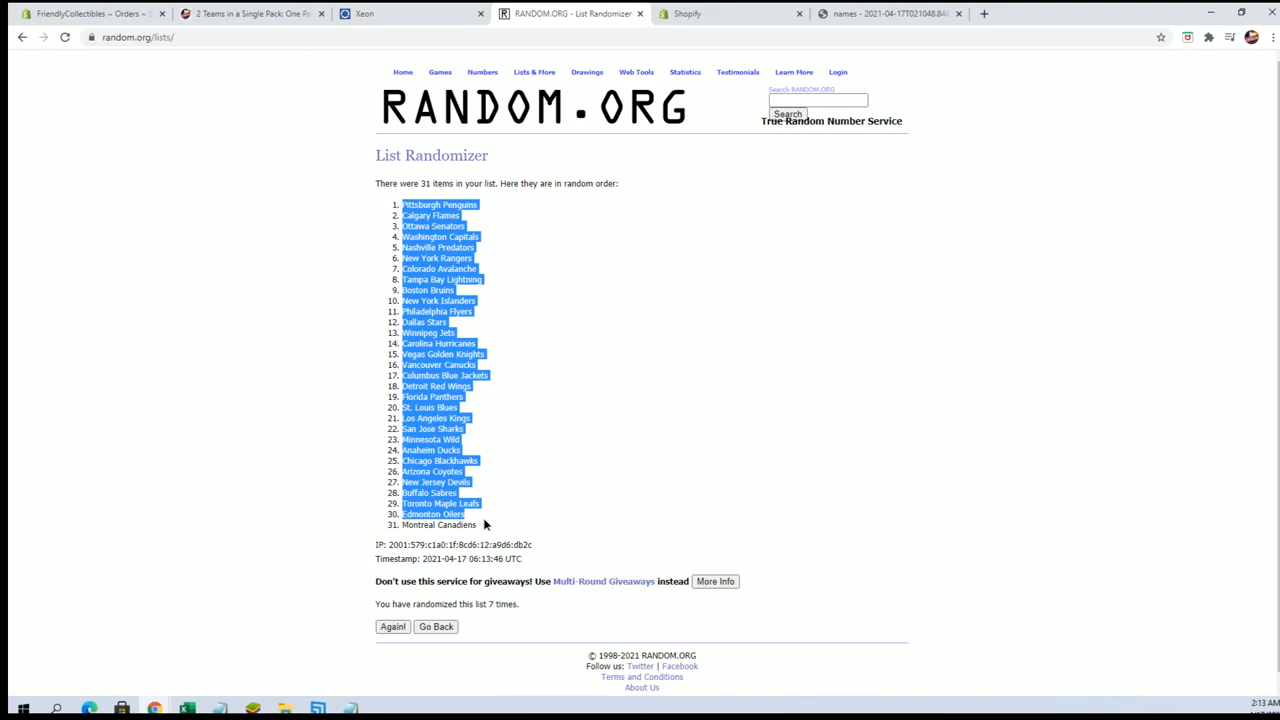 FriendlyCollectibles ~ Orders ~ S
2 Teams in a Single Pack: One Pa
Xeon
RANDOM.ORG - List Randomizer
Shopify
names - 2021-04-17T021048.848
random.org/lists/
Home Games Numbers Lists & More Drawings Web Tools Statistics Testimonials Learn More Login
Search RANDOM.ORG
RANDOM.ORG
Search
True Random Number Service
List Randomizer
There were 31 items in your list. Here they are in random order:
1. Pittsburgh Penguins
2. Calgary Flames
3. Ottawa Senators
4. Washington Capitals
5. Nashville Predators
6. New York Rangers
7. Colorado Avalanche
8. Tampa Bay Lightning
9. Boston Bruins
10. New York Islanders
11. Philadelphia Flyers
12. Dallas Stars
13. Winnipeg Jets
14. Carolina Hurricanes
15. Vegas Golden Knights
16. Vancouver Canucks
17. Columbus Blue Jackets
18. Detroit Red Wings
19. Florida Panthers
20. St. Louis Blues
21. Los Angeles Kings
22. San Jose Sharks
23. Minnesota Wild
24. Anaheim Ducks
25. Chicago Blackhawks
26. Arizona Coyotes
27. New Jersey Devils
28. Buffalo Sabres
29. Toronto Maple Leafs
30. Edmonton Oilers
31. Montreal Canadiens
IP: 2001:579:c1a0:1f:8cd6:12:a9d6:db2c
Timestamp: 2021-04-17 06:13:46 UTC
Don't use this service for giveaways! Use Multi-Round Giveaways instead More Info
You have randomized this list 7 times.
Again! Go Back
© 1998-2021 RANDOM.ORG
Follow us: Twitter | Facebook
Terms and Conditions
About Us
2:13 AM